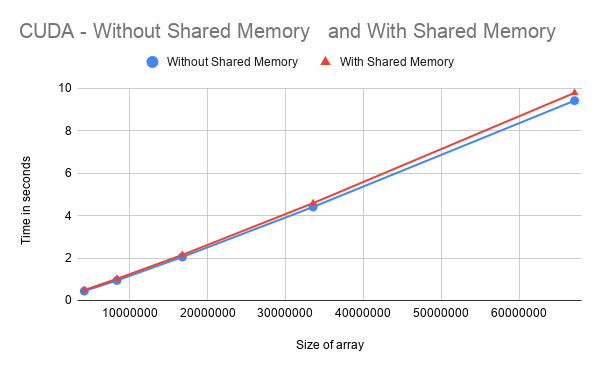 CUDA - Without Shared Memory   and With Shared Memory
Without Shared Memory
With Shared Memory
10
8
6
4
2
0
Time in seconds
10000000 20000000 30000000 40000000 50000000 60000000
Size of array